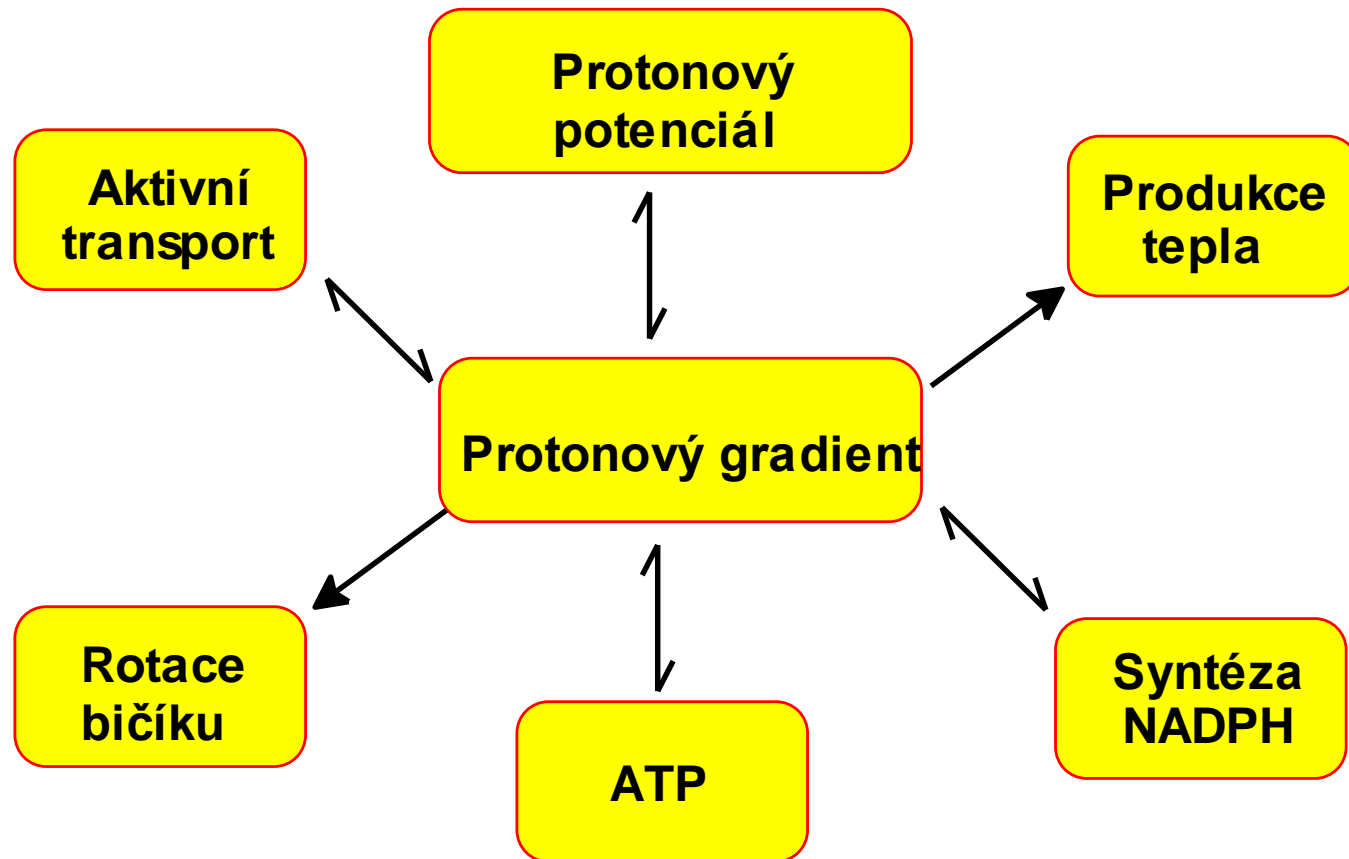 Protonový
potenciál
Aktivní
transport
Produkce
tepla
Protonový gradient
Rotace
bičíku
Syntéza
NADPH
ATP